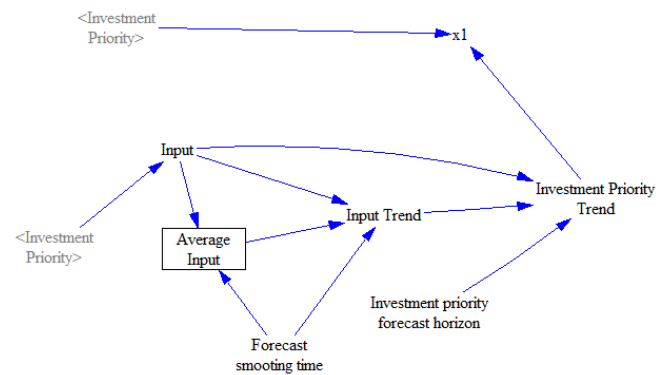 <Investment
Priority>
x1
Input
Investment Priority
Trend
Input Trend
<Investment
Priority>
Average
Input
Investment priority
forecast horizon
Forecast
smooting time